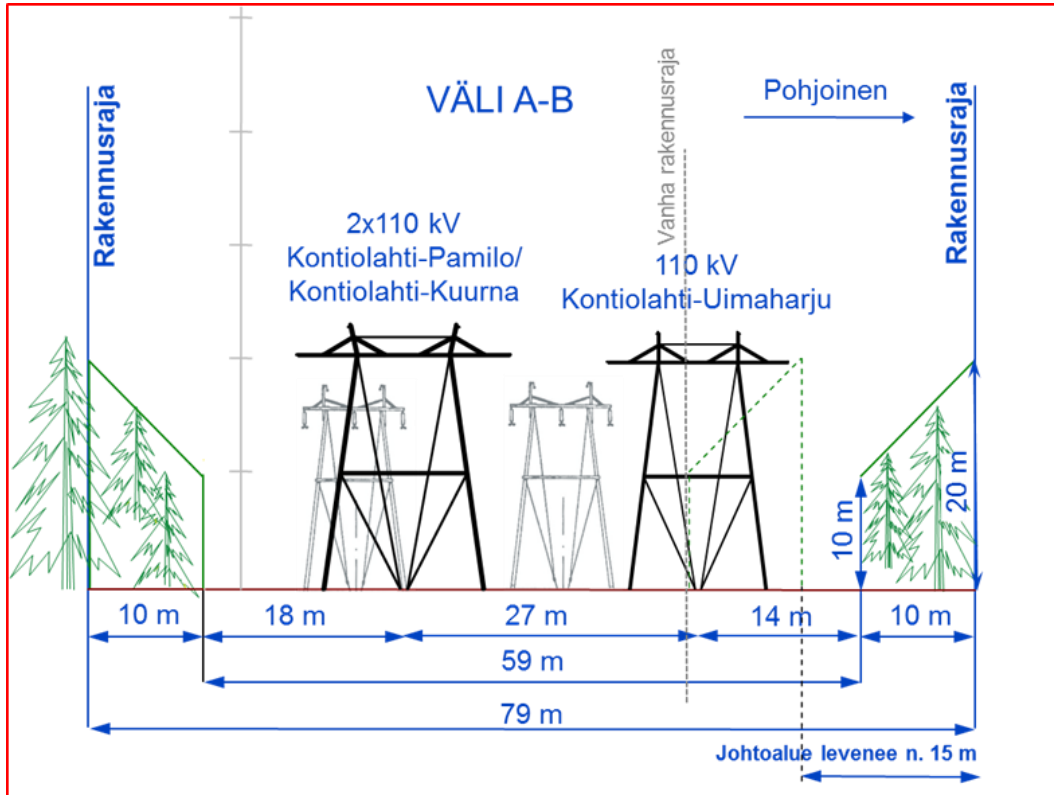 VÄLI A-B
Pohjoinen
Rakennusraja
Vanha rakennusraja
Rakennusraja
2x110 kV
Kontiolahti-Pamilo/
Kontiolahti-Kuurna
110 kV
Kontiolahti-Uimaharju
10 m
20 m
10 m
18 m
27 m
14 m
10 m
59 m
79 m
Johtoalue levenee n. 15 m